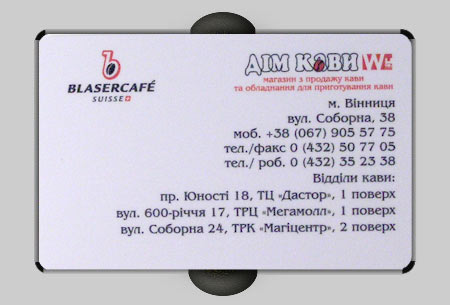 BLASERCAFÉ
SUISSE
ДІМ КАВИ
магазин з продажу кави
та обладнання для приготування кави
м. Вінниця
вул. Соборна, 38
моб. +38 (067) 905 57 75
тел./факс 0 (432) 50 77 05
тел./ роб. 0 (432) 35 23 38
Відділи кави:
пр. Юності 18, ТЦ «Дастор», 1 поверх
вул. 600-річчя 17, ТРЦ «Мегамолл», 1 поверх
вул. Соборна 24, ТРК «Магіцентр», 2 поверх